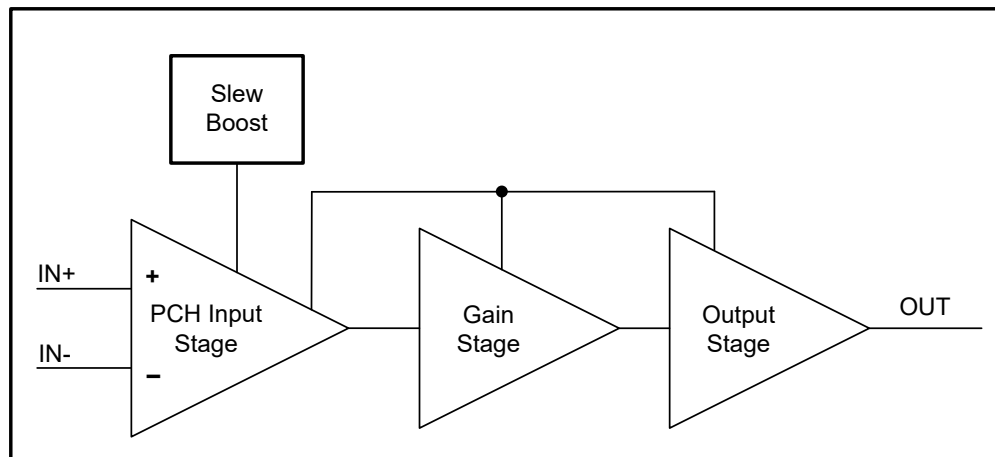 Slew
Boost
IN+
+
PCH Input
Stage
IN-
−
Gain
Stage
Output
Stage
OUT